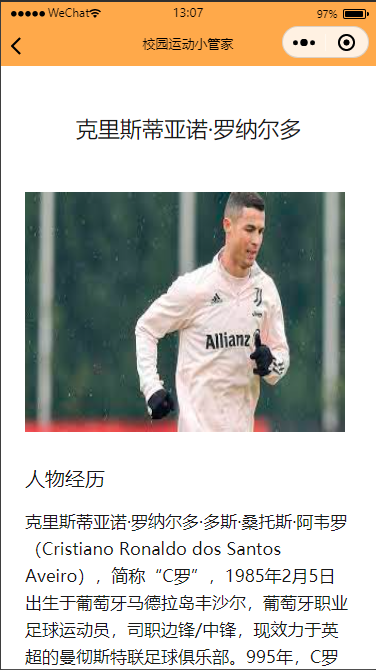 WeChat 13:07 97%
校园运动小管家
克里斯蒂亚诺·罗纳尔多
JUVE
Allianz
人物经历
克里斯蒂亚诺·罗纳尔多·多斯·桑托斯·阿韦罗
（Cristiano Ronaldo dos Santos
Aveiro），简称“C罗”，1985年2月5日
出生于葡萄牙马德拉岛丰沙尔，葡萄牙职业
足球运动员，司职边锋/中锋，现效力于英
超的曼彻斯特联足球俱乐部。995年，C罗